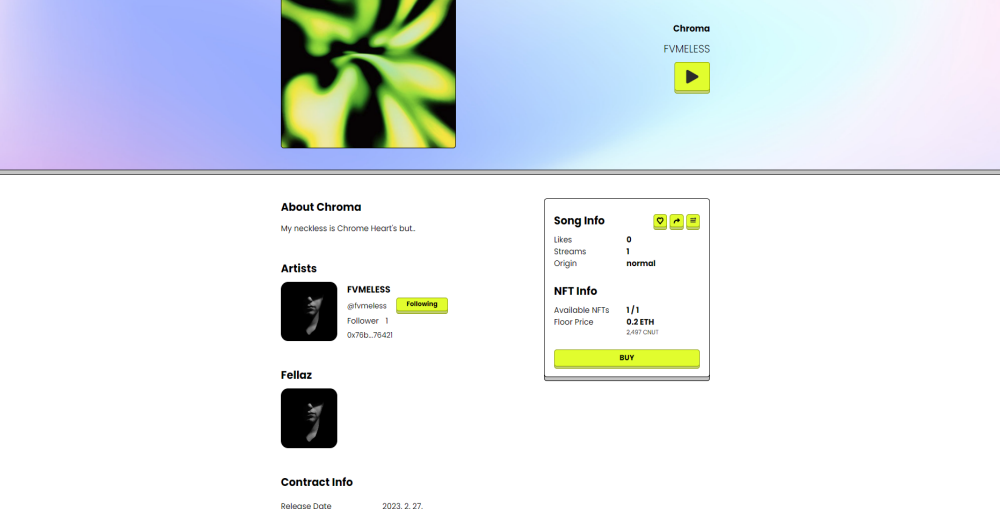 Chroma
FVMELESS
About Chroma
My neckless is Chrome Heart's but..
Artists
FVMELESS
@fvmeless Following
Follower 1
0x76b...76421
Fellaz
Contract Info
Release Date 2023. 2. 27.
Song Info
Likes 0
Streams 1
Origin normal
NFT Info
Available NFTs 1 / 1
Floor Price 0.2 ETH
2,497 CNUT
BUY